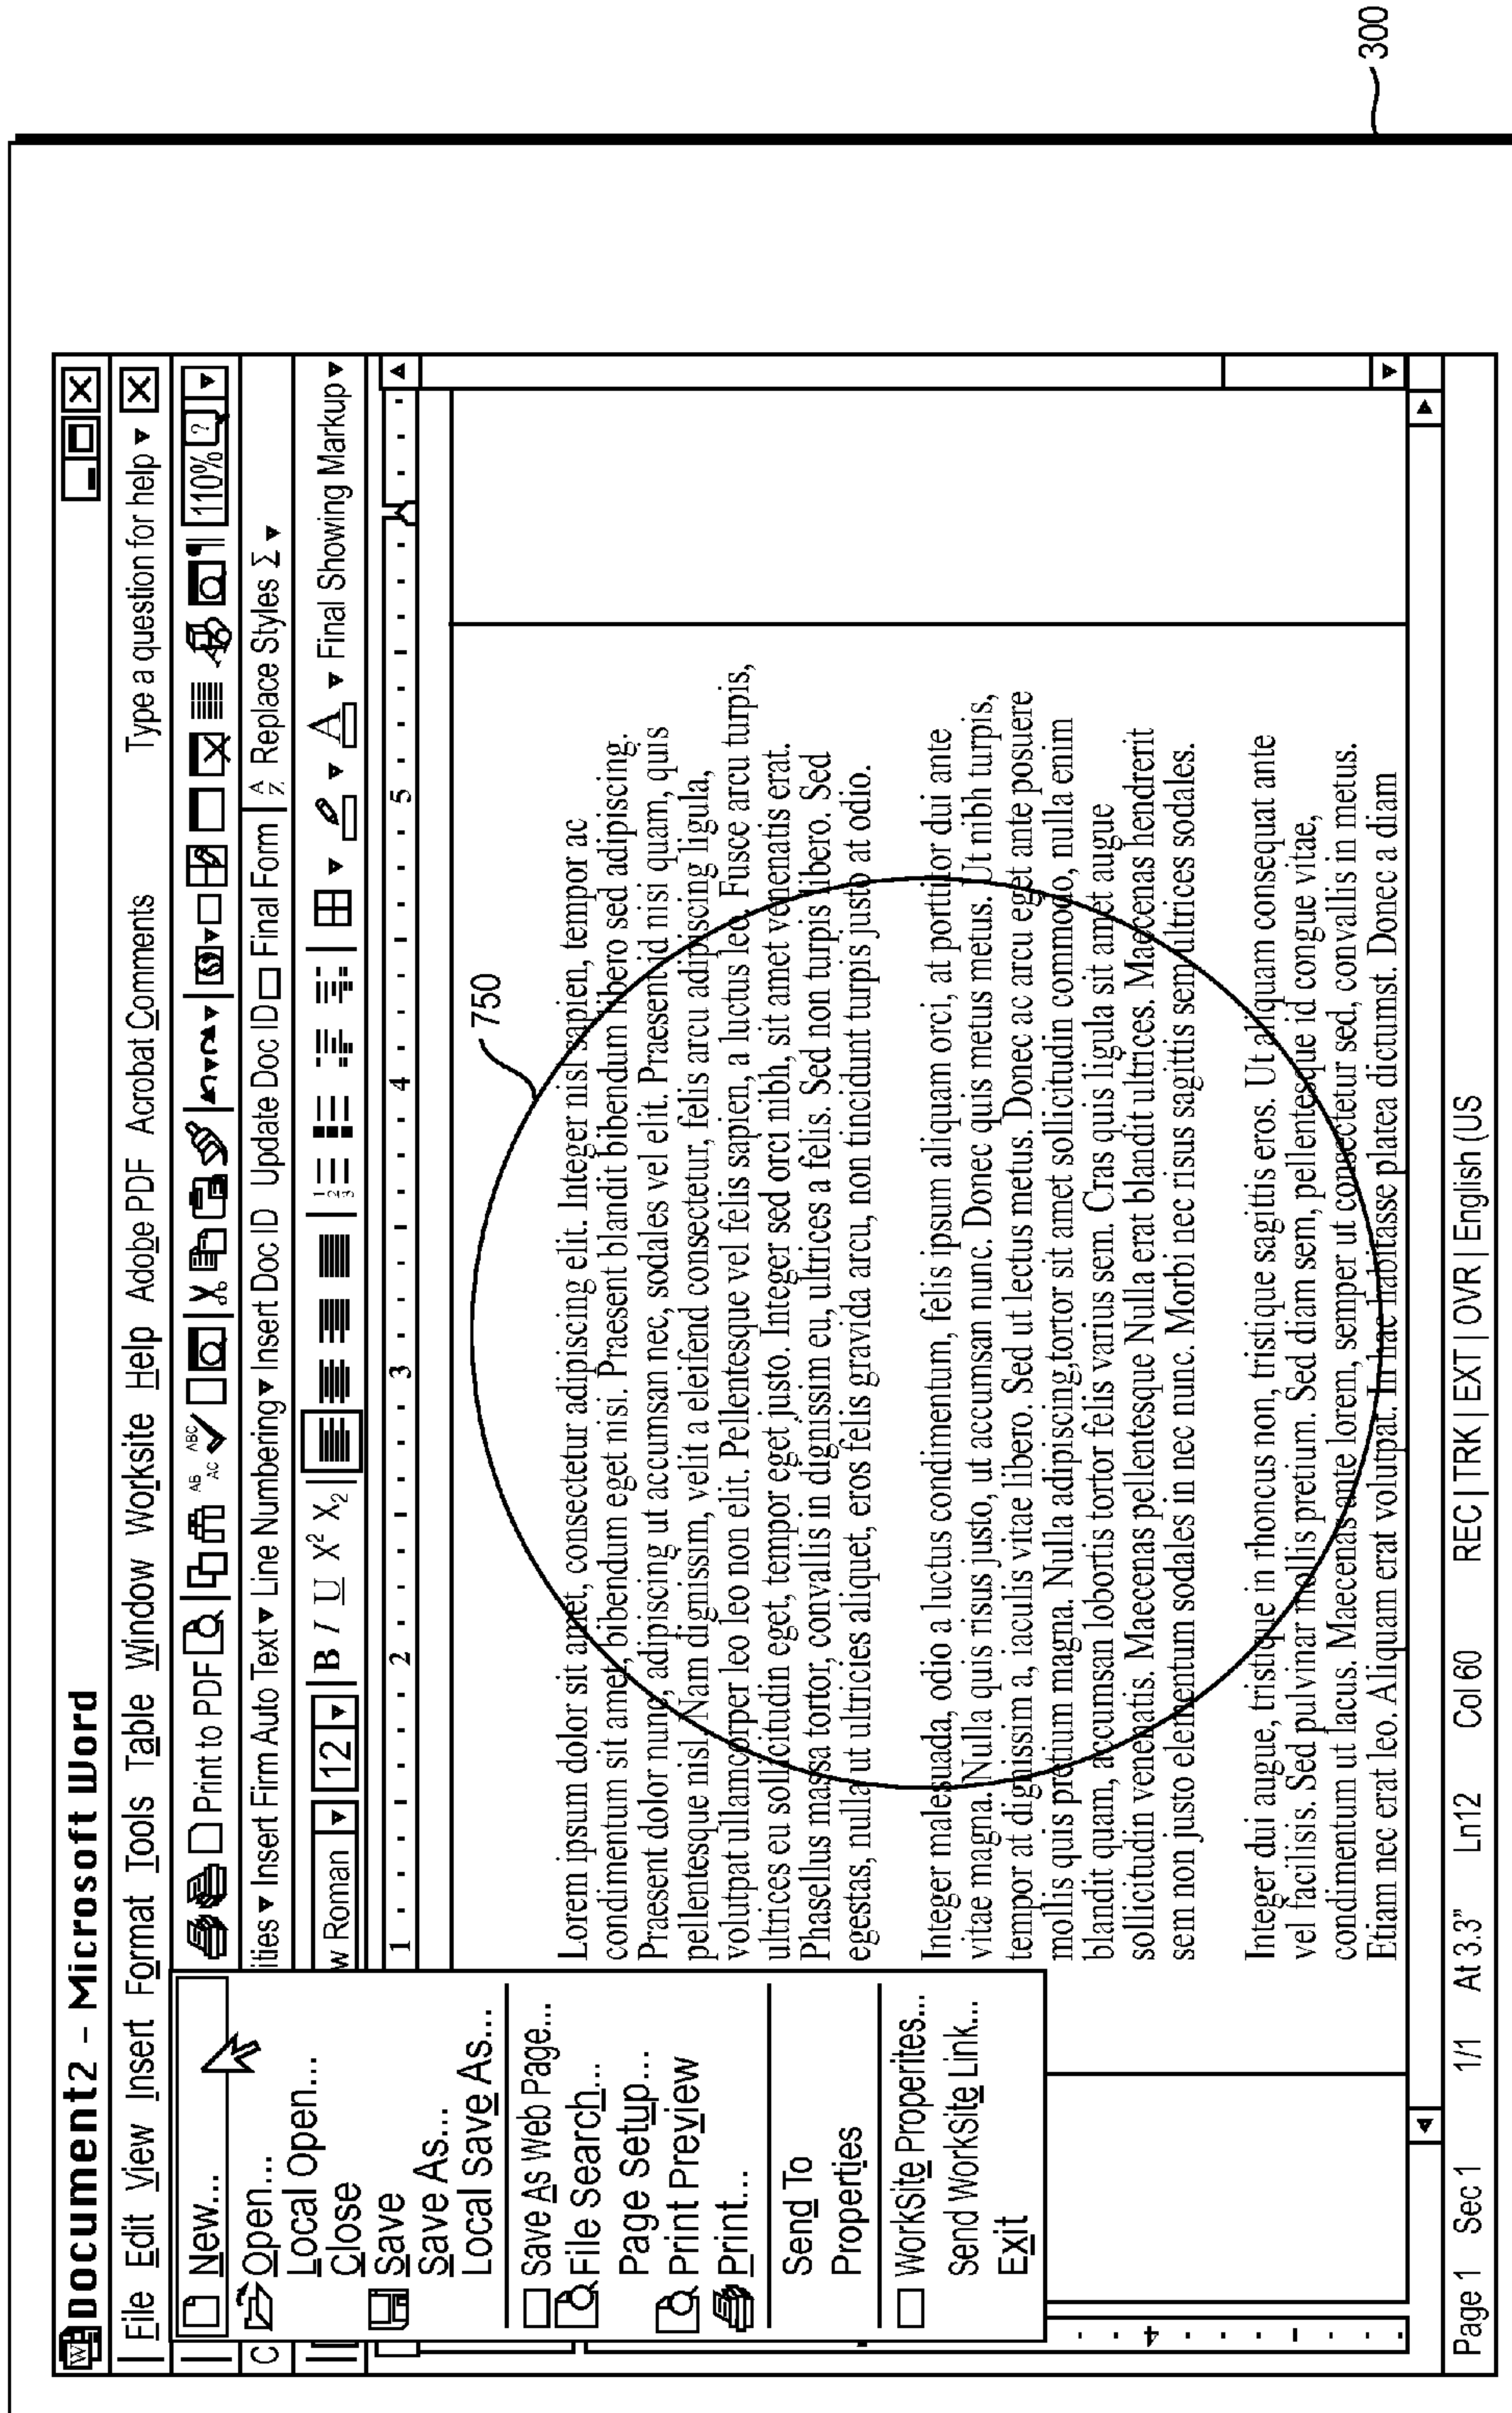 Document2 - Microsoft Word
File Edit View Insert Format Tools Table Window Worksite Help Adobe PDF Acrobat Comments Type a question for help
Print to PDF AB AC ABC 110% ?
C ities Insert Firm Auto Text Line Numbering Insert Doc ID Update Doc ID Final Form A Z Replace Styles Σ
w Roman 12 B I U X² X₂ 1 2 3 A Final Showing Markup
1 2 3 4 5
New...
Open...
Local Open...
Close
Save
Save As...
Local Save As...
Save As Web Page...
File Search...
Page Setup...
Print Preview
Print...
Send To
Properties
WorkSite Properites...
Send WorkSite Link...
Exit
750
Lorem ipsum dolor sit amet, consectetur adipiscing elit. Integer nisl sapien, tempor ac
condimentum sit amet, bibendum eget nisi. Praesent blandit bibendum libero sed adipiscing.
Praesent dolor nunc, adipiscing ut accumsan nec, sodales vel elit. Praesent id nisi quam, quis
pellentesque nisl. Nam dignissim, velit a eleifend consectetur, felis arcu adipiscing ligula,
volutpat ullamcorper leo leo non elit. Pellentesque vel felis sapien, a luctus leo. Fusce arcu turpis,
ultrices eu sollicitudin eget, tempor eget justo. Integer sed orci nibh, sit amet venenatis erat.
Phasellus massa tortor, convallis in dignissim eu, ultrices a felis. Sed non turpis libero. Sed
egestas, nulla ut ultricies aliquet, eros felis gravida arcu, non tincidunt turpis justo at odio.
Integer malesuada, odio a luctus condimentum, felis ipsum aliquam orci, at porttitor dui ante
vitae magna. Nulla quis risus justo, ut accumsan nunc. Donec quis metus metus. Ut nibh turpis,
tempor at dignissim a, iaculis vitae libero. Sed ut lectus metus. Donec ac arcu eget ante posuere
mollis quis pretium magna. Nulla adipiscing,tortor sit amet sollicitudin commodo, nulla enim
blandit quam, accumsan lobortis tortor felis varius sem. Cras quis ligula sit amet augue
sollicitudin venenatis. Maecenas pellentesque Nulla erat blandit ultrices. Maecenas hendrerit
sem non justo elementum sodales in nec nunc. Morbi nec risus sagittis sem ultrices sodales.
Integer dui augue, tristique in rhoncus non, tristique sagittis eros. Ut aliquam consequat ante
vel facilisis. Sed pulvinar mollis pretium. Sed diam sem, pellentesque id congue vitae,
condimentum ut lacus. Maecenas ante lorem, semper ut consectetur sed, convallis in metus.
Etiam nec erat leo. Aliquam erat volutpat. In hac habitasse platea dictumst. Donec a diam
Page 1 Sec 1 1/1 At 3.3" Ln12 Col 60 REC | TRK | EXT | OVR | English (US
300